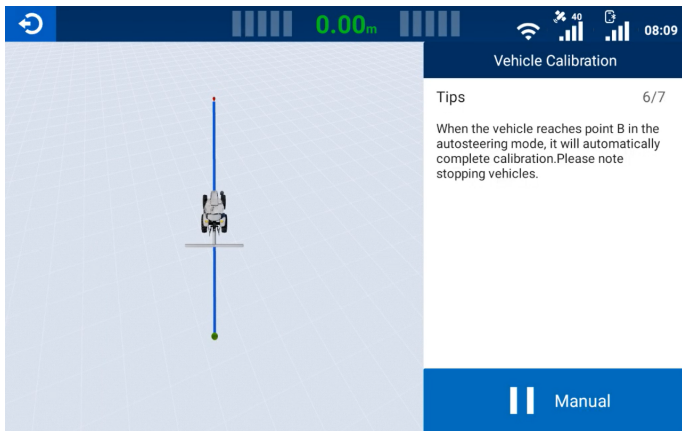 0.00m
40
08:09
Vehicle Calibration
Tips 6/7
When the vehicle reaches point B in the
autosteering mode, it will automatically
complete calibration.Please note
stopping vehicles.
Manual